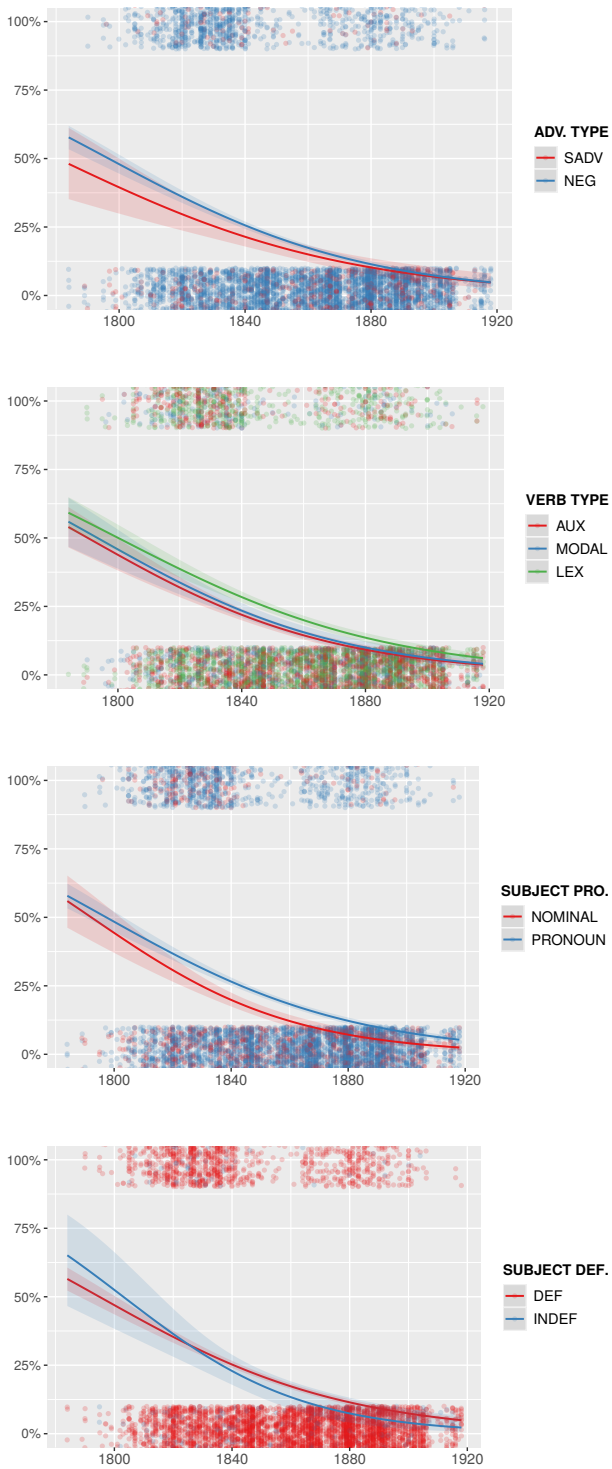 100%
75%
50%
25%
0%
1800 1840 1880 1920
ADV. TYPE
SADV
NEG
100%
75%
50%
25%
0%
1800 1840 1880 1920
VERB TYPE
AUX
MODAL
LEX
100%
75%
50%
25%
0%
1800 1840 1880 1920
SUBJECT PRO.
NOMINAL
PRONOUN
100%
75%
50%
25%
0%
1800 1840 1880 1920
SUBJECT DEF.
DEF
INDEF